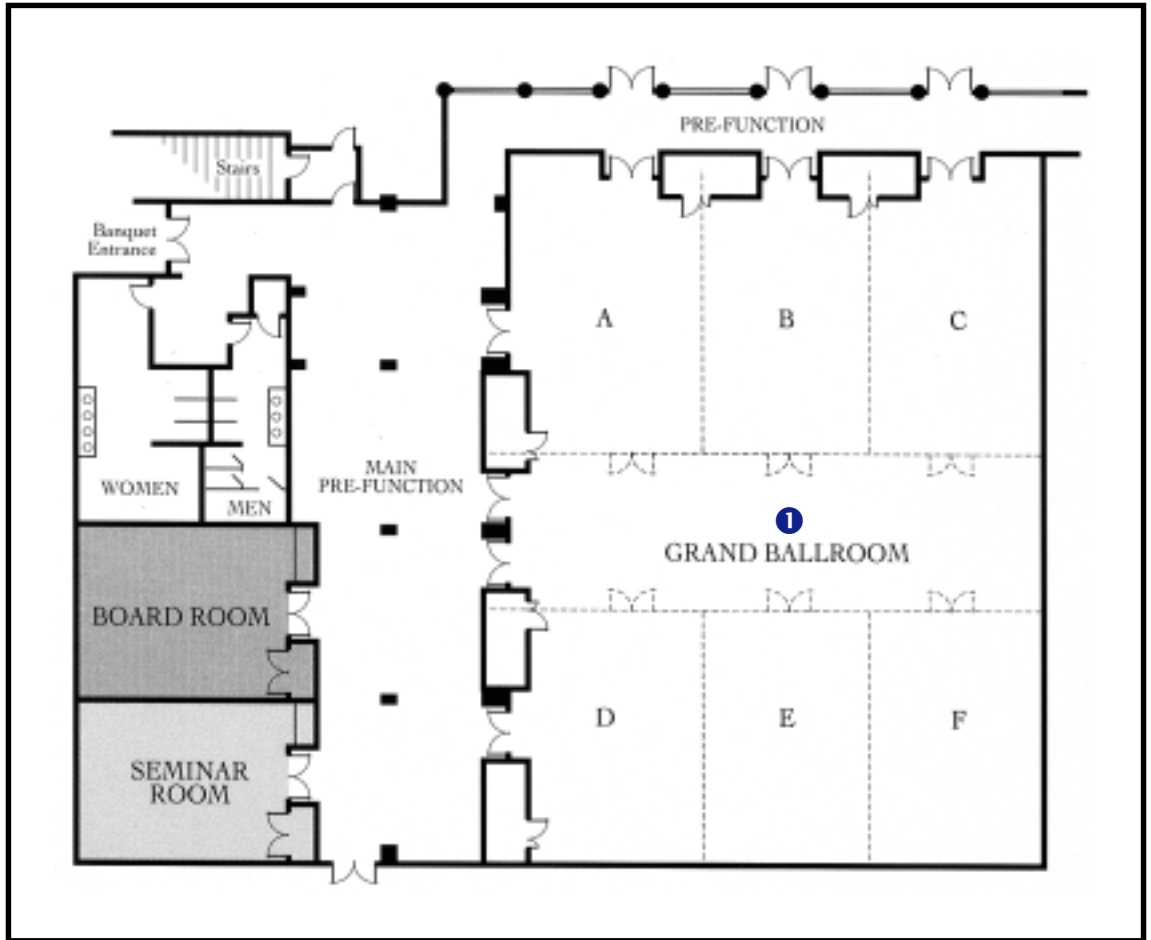 PRE-FUNCTION
Stairs
Banquet
Entrance
A
B
C
MAIN
PRE-FUNCTION
WOMEN
MEN
1
GRAND BALLROOM
BOARD ROOM
D
E
F
SEMINAR
ROOM